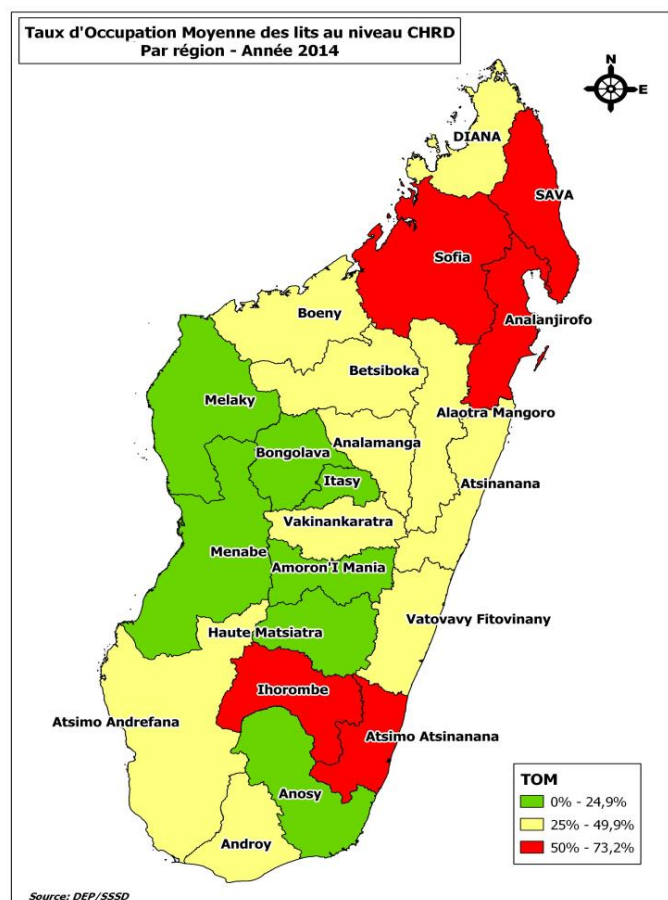 Taux d'Occupation Moyenne des lits au niveau CHRD
Par région - Année 2014
N
E
DIANA
SAVA
Sofia
Boeny
Analanjirofo
Betsiboka
Melaky
Alaotra Mangoro
Analamanga
Bongolava
Itasy
Atsinanana
Vakinankaratra
Menabe
Amoron'I Mania
Haute Matsiatra
Vatovavy Fitovinany
Ihorombe
Atsimo Andrefana
Atsimo Atsinanana
Anosy
Androy
TOM
0% - 24,9%
25% - 49,9%
50% - 73,2%
Source: DEP/SSSD